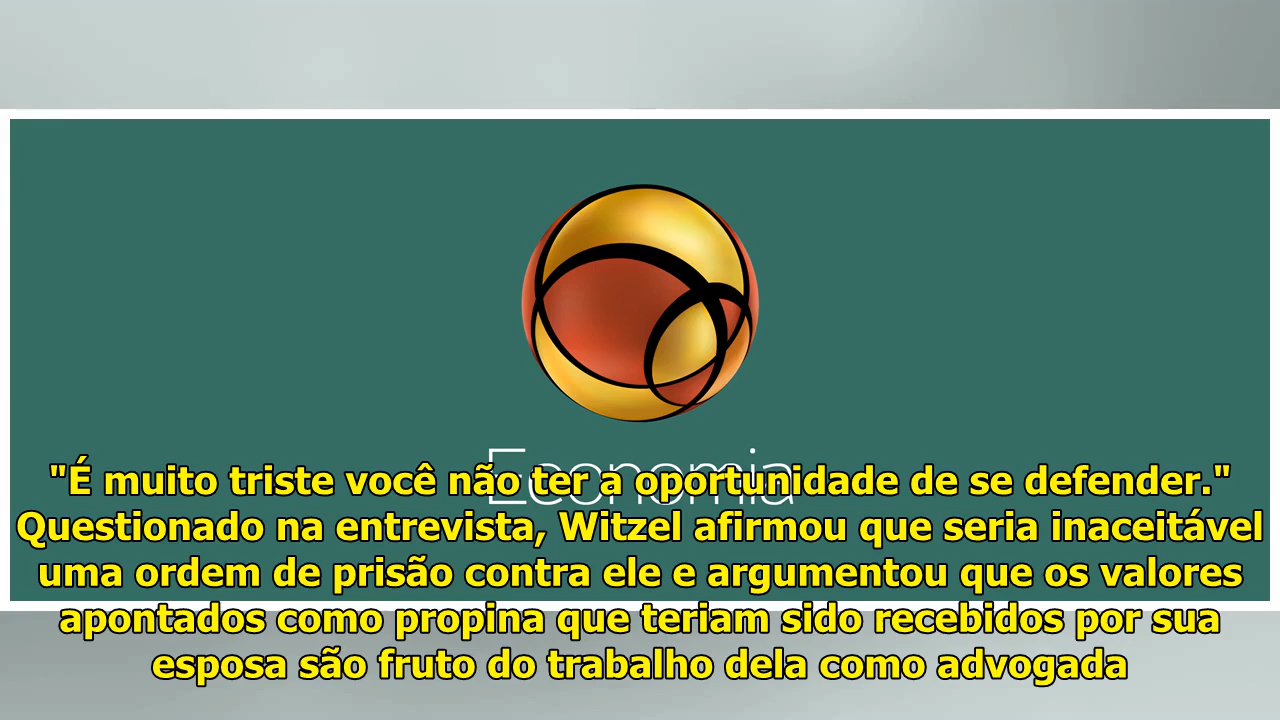 Economia
"É muito triste você não ter a oportunidade de se defender."
Questionado na entrevista, Witzel afirmou que seria inaceitável
uma ordem de prisão contra ele e argumentou que os valores
apontados como propina que teriam sido recebidos por sua
esposa são fruto do trabalho dela como advogada